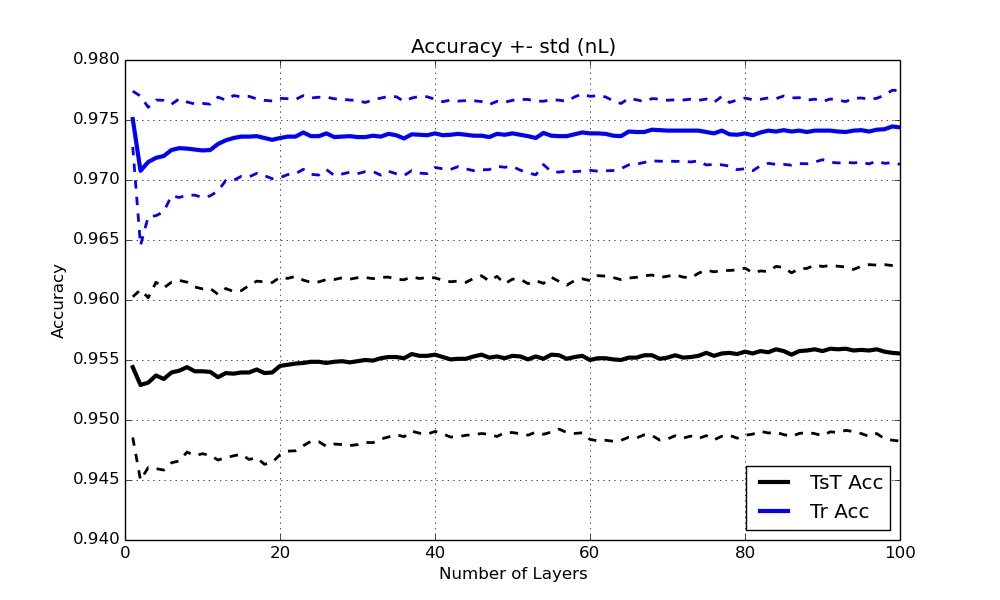 Accuracy +- std (nL)
0.980
0.975
0.970
0.965
0.960
0.955
0.950
0.945
0.940
Accuracy
0 20 40 60 80 100
Number of Layers
TsT Acc
Tr Acc